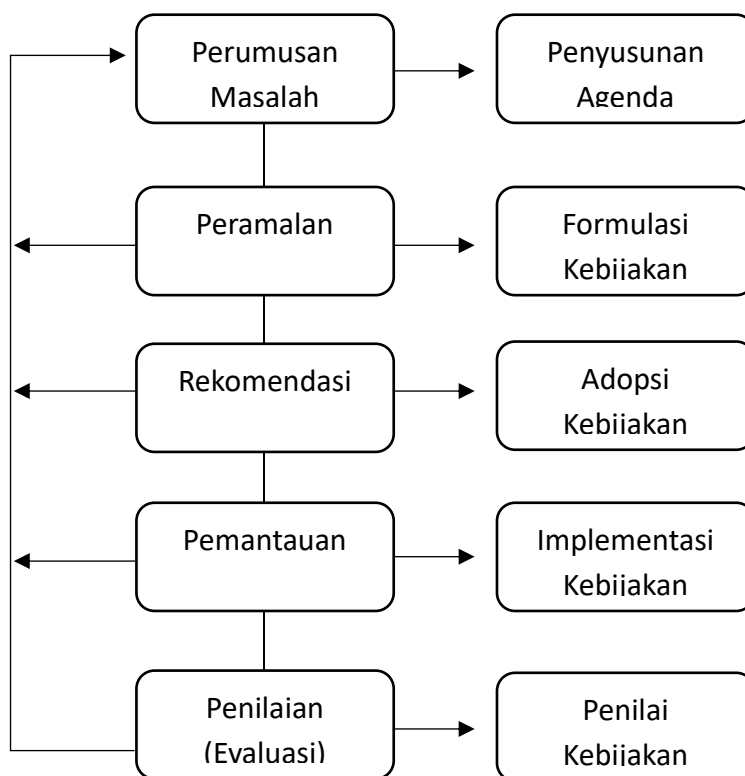 Perumusan
Masalah
Penyusunan
Agenda
Peramalan
Formulasi
Kebijakan
Rekomendasi
Adopsi
Kebijakan
Pemantauan
Implementasi
Kebijakan
Penilaian
(Evaluasi)
Penilai
Kebijakan